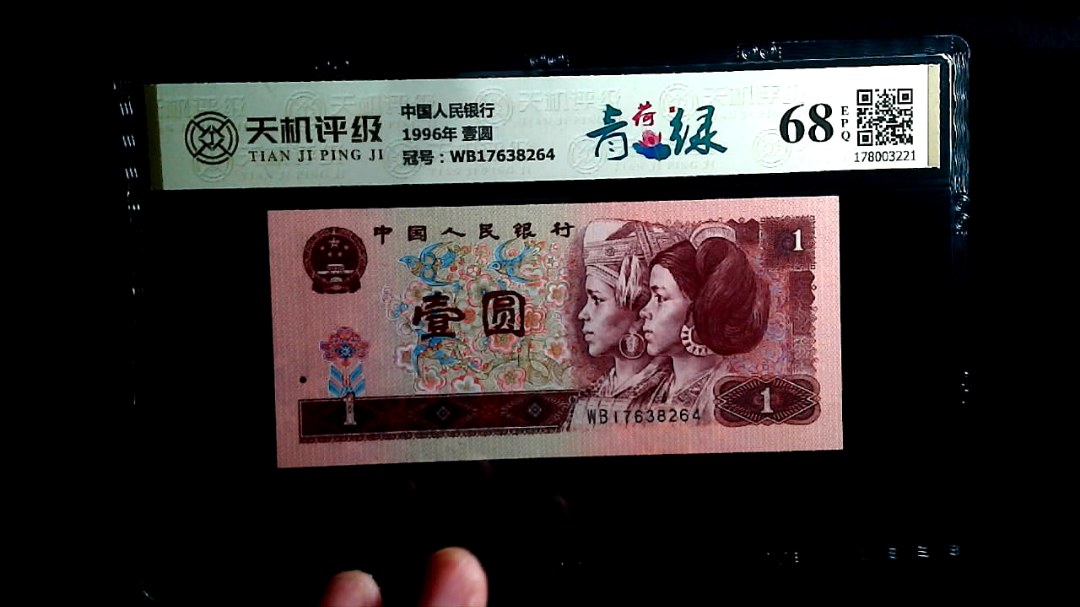 天机评级
TIAN JI PING JI
中国人民银行
1996年 壹圆
冠号：WB17638264
青荷绿
68
EPQ
178003221
中国人民银行
1
壹圆
1
WB17638264
1